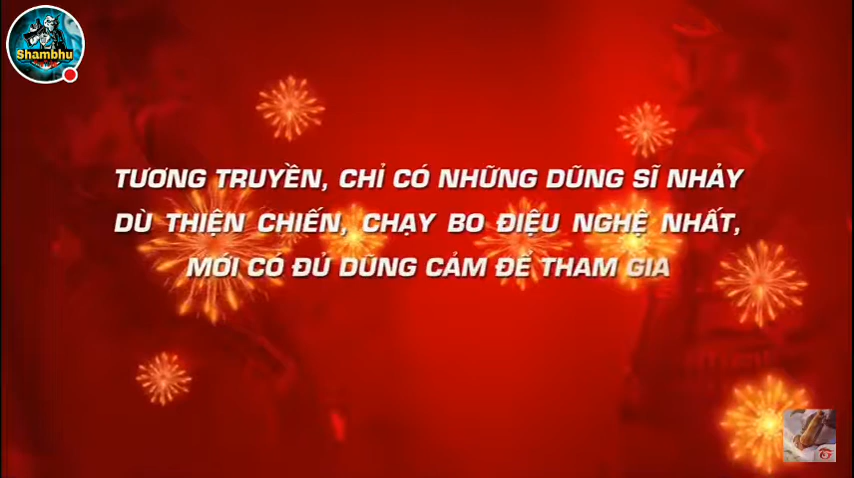 Shambhu
TƯƠNG TRUYỀN, CHỈ CÓ NHỮNG DŨNG SĨ NHẢY
DÙ THIỆN CHIẾN, CHẠY BO ĐIỆU NGHỆ NHẤT,
MỚI CÓ ĐỦ DŨNG CẢM ĐỂ THAM GIA